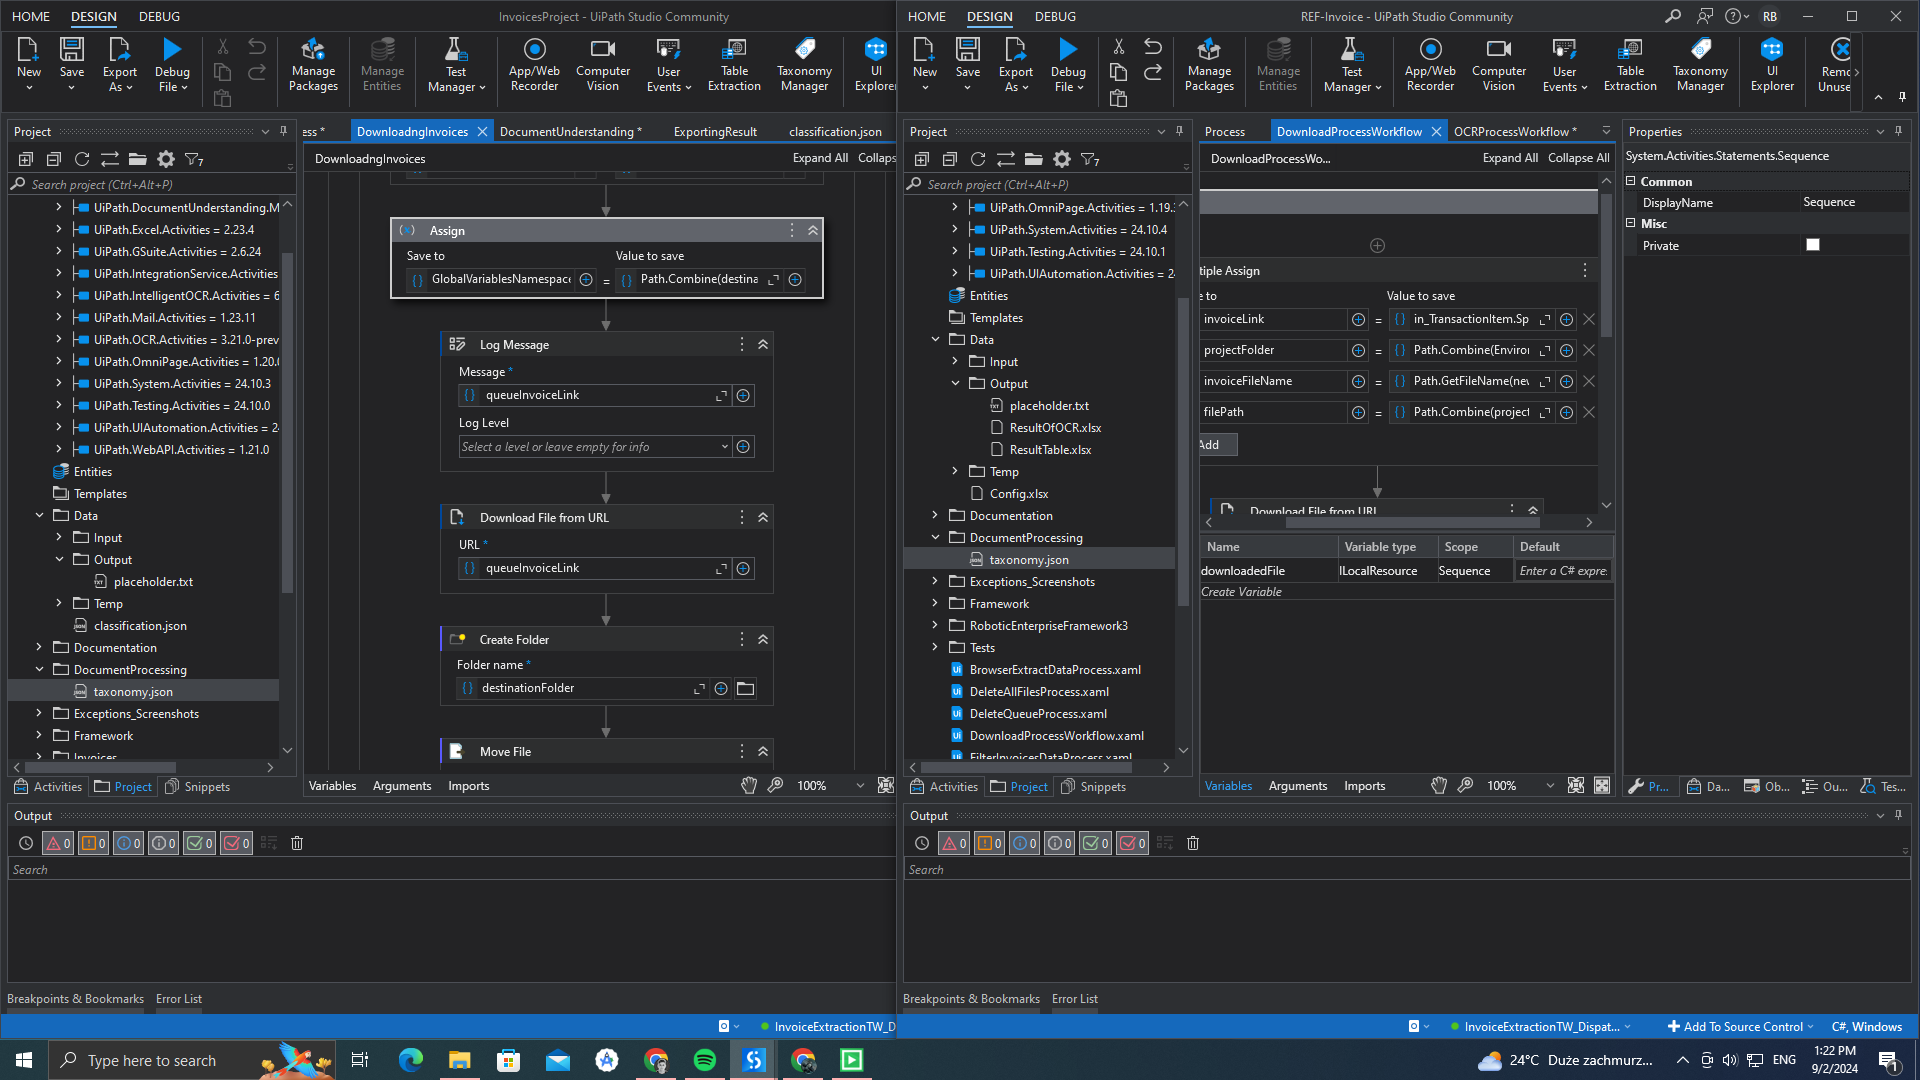 HOME DESIGN DEBUG
InvoicesProject - UiPath Studio Community
New
Save
Export As
Debug File
Manage Packages
Manage Entities
Test Manager
App/Web Recorder
Computer Vision
User Events
Table Extraction
Taxonomy Manager
UI Explorer
Project
ess *
DownloadngInvoices
DocumentUnderstanding *
ExportingResult
classification.json
7
DownloadngInvoices
Expand All Collaps
Search project (Ctrl+Alt+P)
UiPath.DocumentUnderstanding.M
UiPath.Excel.Activities = 2.23.4
UiPath.GSuite.Activities = 2.6.24
UiPath.IntegrationService.Activities
UiPath.IntelligentOCR.Activities = 6
UiPath.Mail.Activities = 1.23.11
UiPath.OCR.Activities = 3.21.0-prev
UiPath.OmniPage.Activities = 1.20.
UiPath.System.Activities = 24.10.3
UiPath.Testing.Activities = 24.10.0
UiPath.UIAutomation.Activities = 2
UiPath.WebAPI.Activities = 1.21.0
Entities
Templates
Data
Input
Output
placeholder.txt
Temp
classification.json
Documentation
DocumentProcessing
taxonomy.json
Exceptions_Screenshots
Framework
Invoices
Activities Project Snippets
Assign
Save to
Value to save
GlobalVariablesNamespace
=
Path.Combine(destina
Log Message
Message *
queueInvoiceLink
Log Level
Select a level or leave empty for info
Download File from URL
URL *
queueInvoiceLink
Create Folder
Folder name *
destinationFolder
Move File
Variables Arguments Imports
100%
Output
0 0 0 0 0 0
Search
Breakpoints & Bookmarks Error List
InvoiceExtractionTW_D
HOME DESIGN DEBUG
REF-Invoice - UiPath Studio Community
RB
New
Save
Export As
Debug File
Manage Packages
Manage Entities
Test Manager
App/Web Recorder
Computer Vision
User Events
Table Extraction
Taxonomy Manager
UI Explorer
Remo
Unuse
Project
Process
DownloadProcessWorkflow
OCRProcessWorkflow *
7
DownloadProcessWo...
Expand All Collapse All
Search project (Ctrl+Alt+P)
UiPath.OmniPage.Activities = 1.19.
UiPath.System.Activities = 24.10.4
UiPath.Testing.Activities = 24.10.1
UiPath.UIAutomation.Activities = 2
Entities
Templates
Data
Input
Output
placeholder.txt
ResultOfOCR.xlsx
ResultTable.xlsx
Temp
Config.xlsx
Documentation
DocumentProcessing
taxonomy.json
Exceptions_Screenshots
Framework
RoboticEnterpriseFramework3
Tests
BrowserExtractDataProcess.xaml
DeleteAllFilesProcess.xaml
DeleteQueueProcess.xaml
DownloadProcessWorkflow.xaml
FilterInvoicesDataProcess.xaml
Activities Project Snippets
tiple Assign
e to
Value to save
invoiceLink = in_TransactionItem.Sp
projectFolder = Path.Combine(Enviror
invoiceFileName = Path.GetFileName(nev
filePath = Path.Combine(project
Add
Download File from URL
Name Variable type Scope Default
downloadedFile ILocalResource Sequence Enter a C# expre.
Create Variable
Variables Arguments Imports
100%
Properties
System.Activities.Statements.Sequence
Common
DisplayName Sequence
Misc
Private
Pr... Da... Ob... Ou... Tes...
Output
0 0 0 0 0 0
Search
Breakpoints & Bookmarks Error List
InvoiceExtractionTW_Dispat...
Add To Source Control
C#, Windows
Type here to search
24°C Duże zachmurz...
ENG
1:22 PM
9/2/2024
1